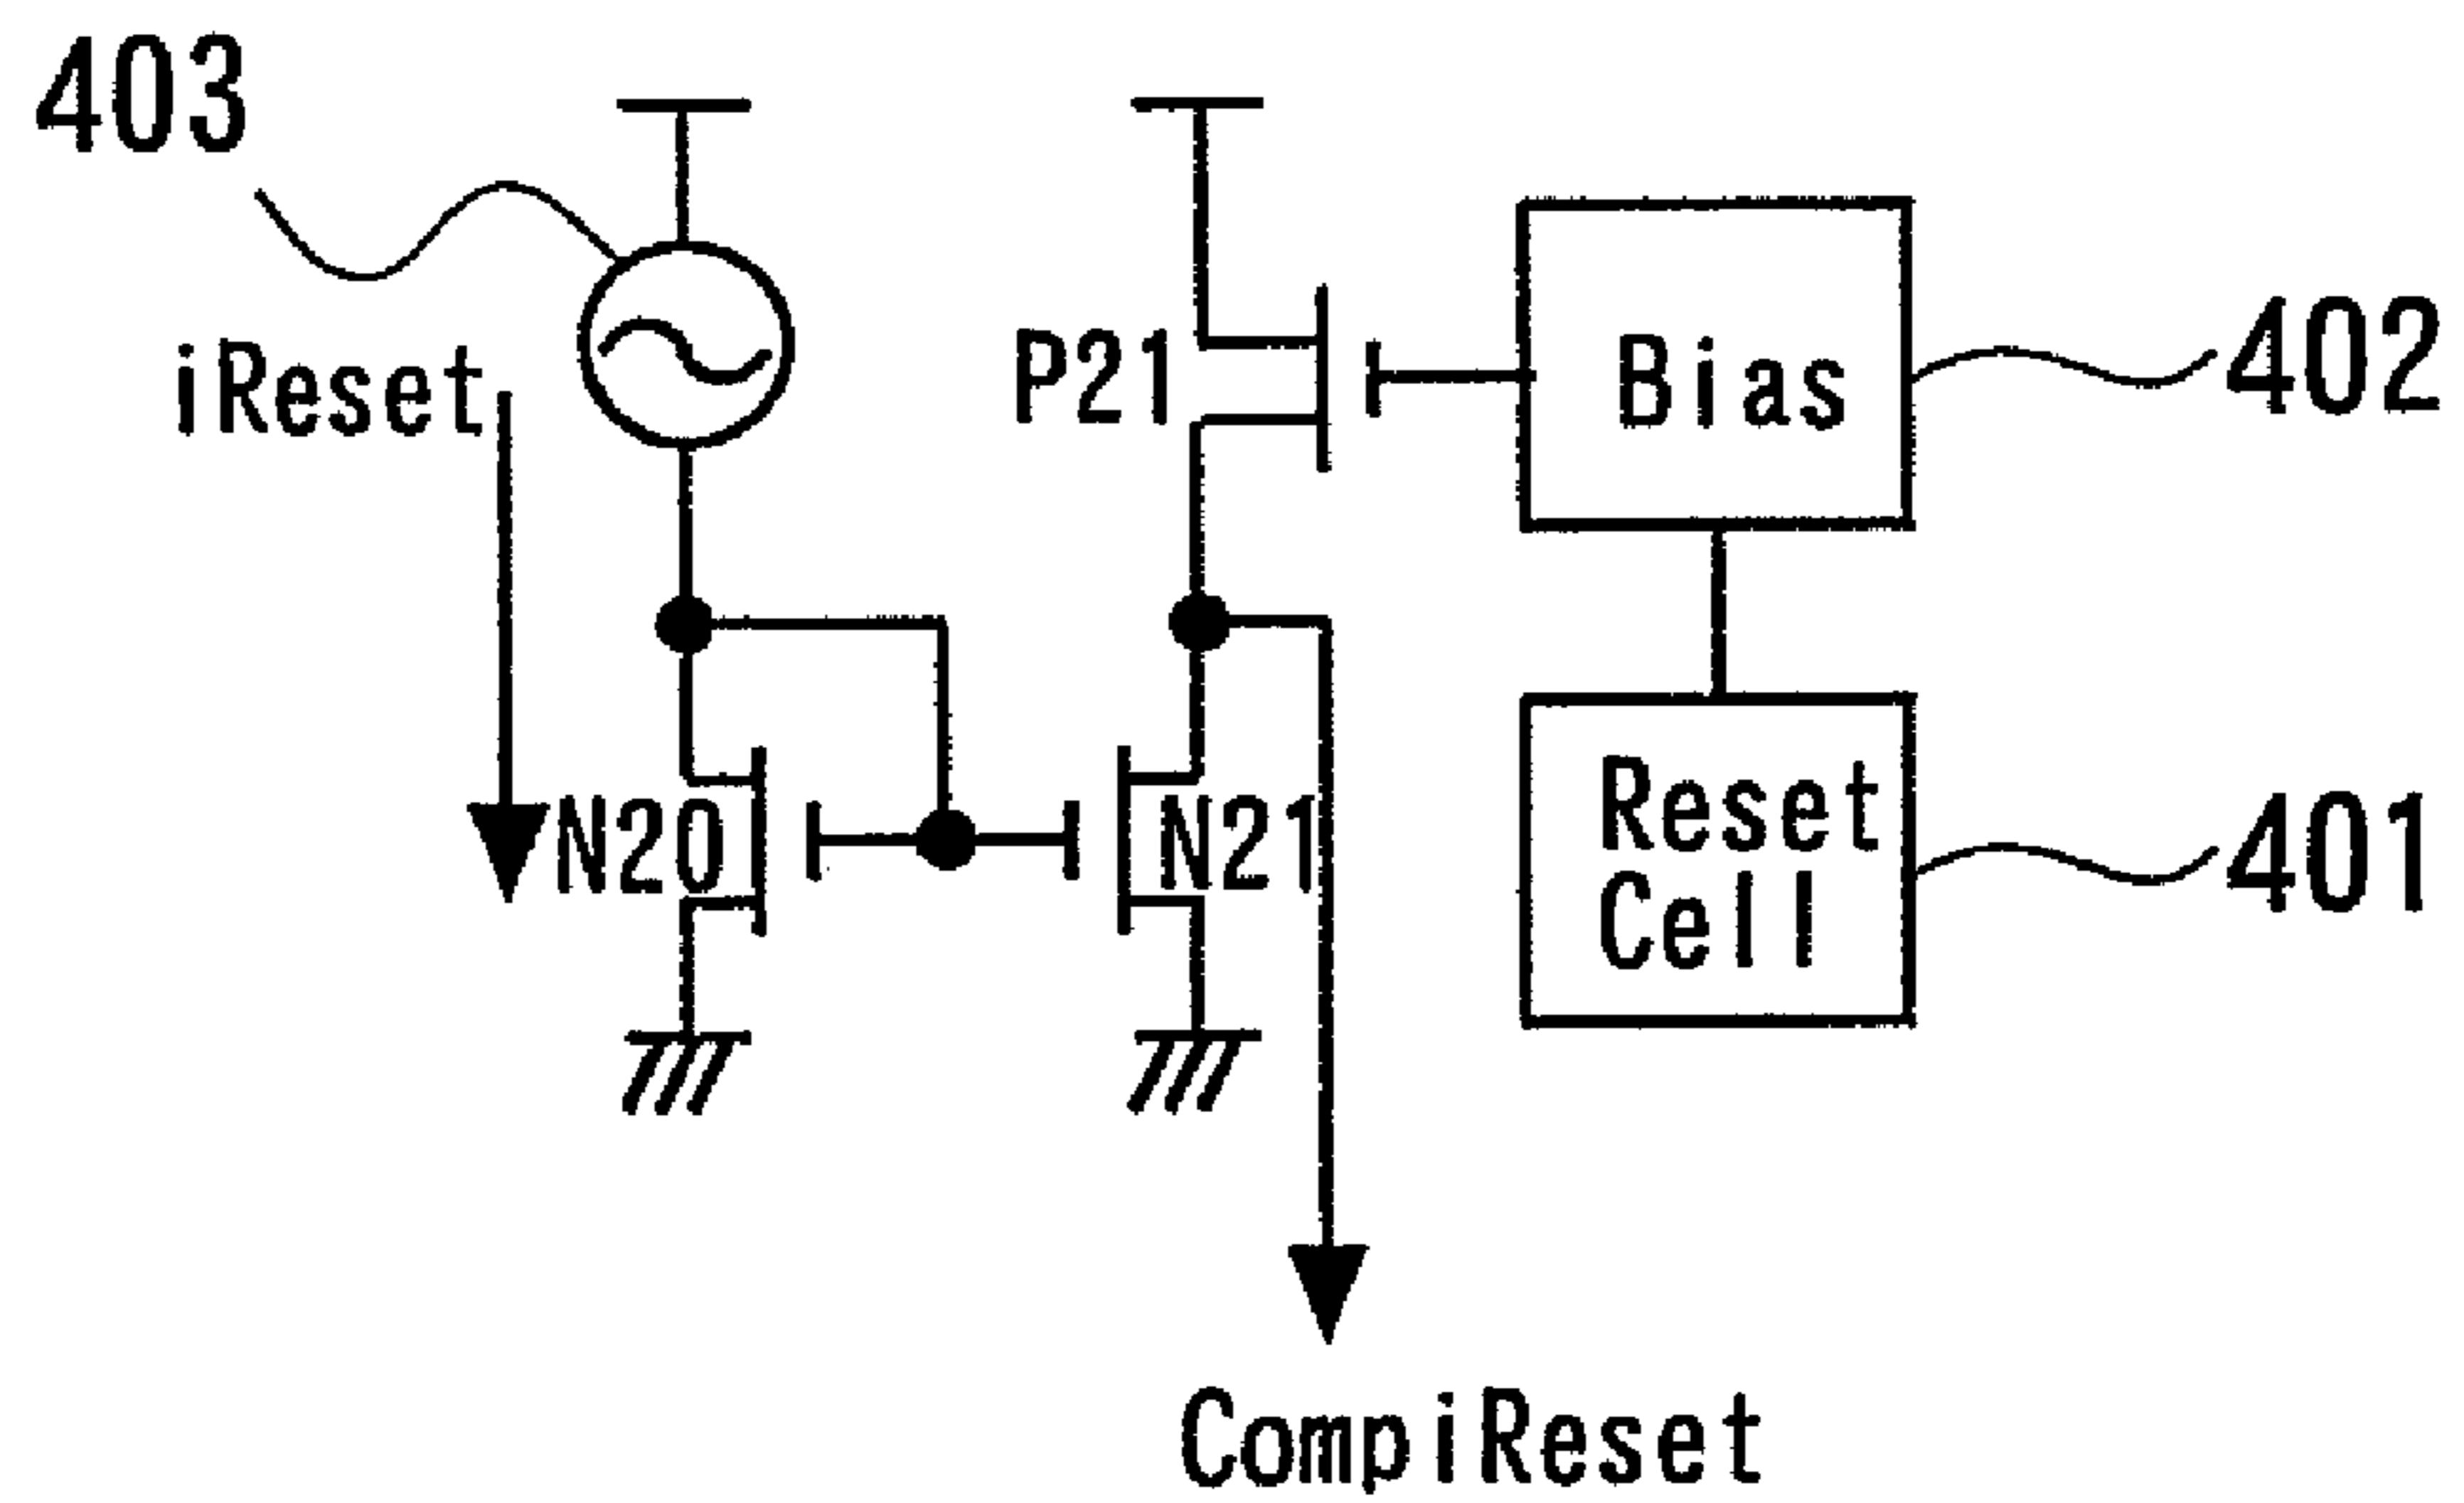 403
iReset
P21
Bias
402
N20
N21
Reset
Cell
401
CompiReset